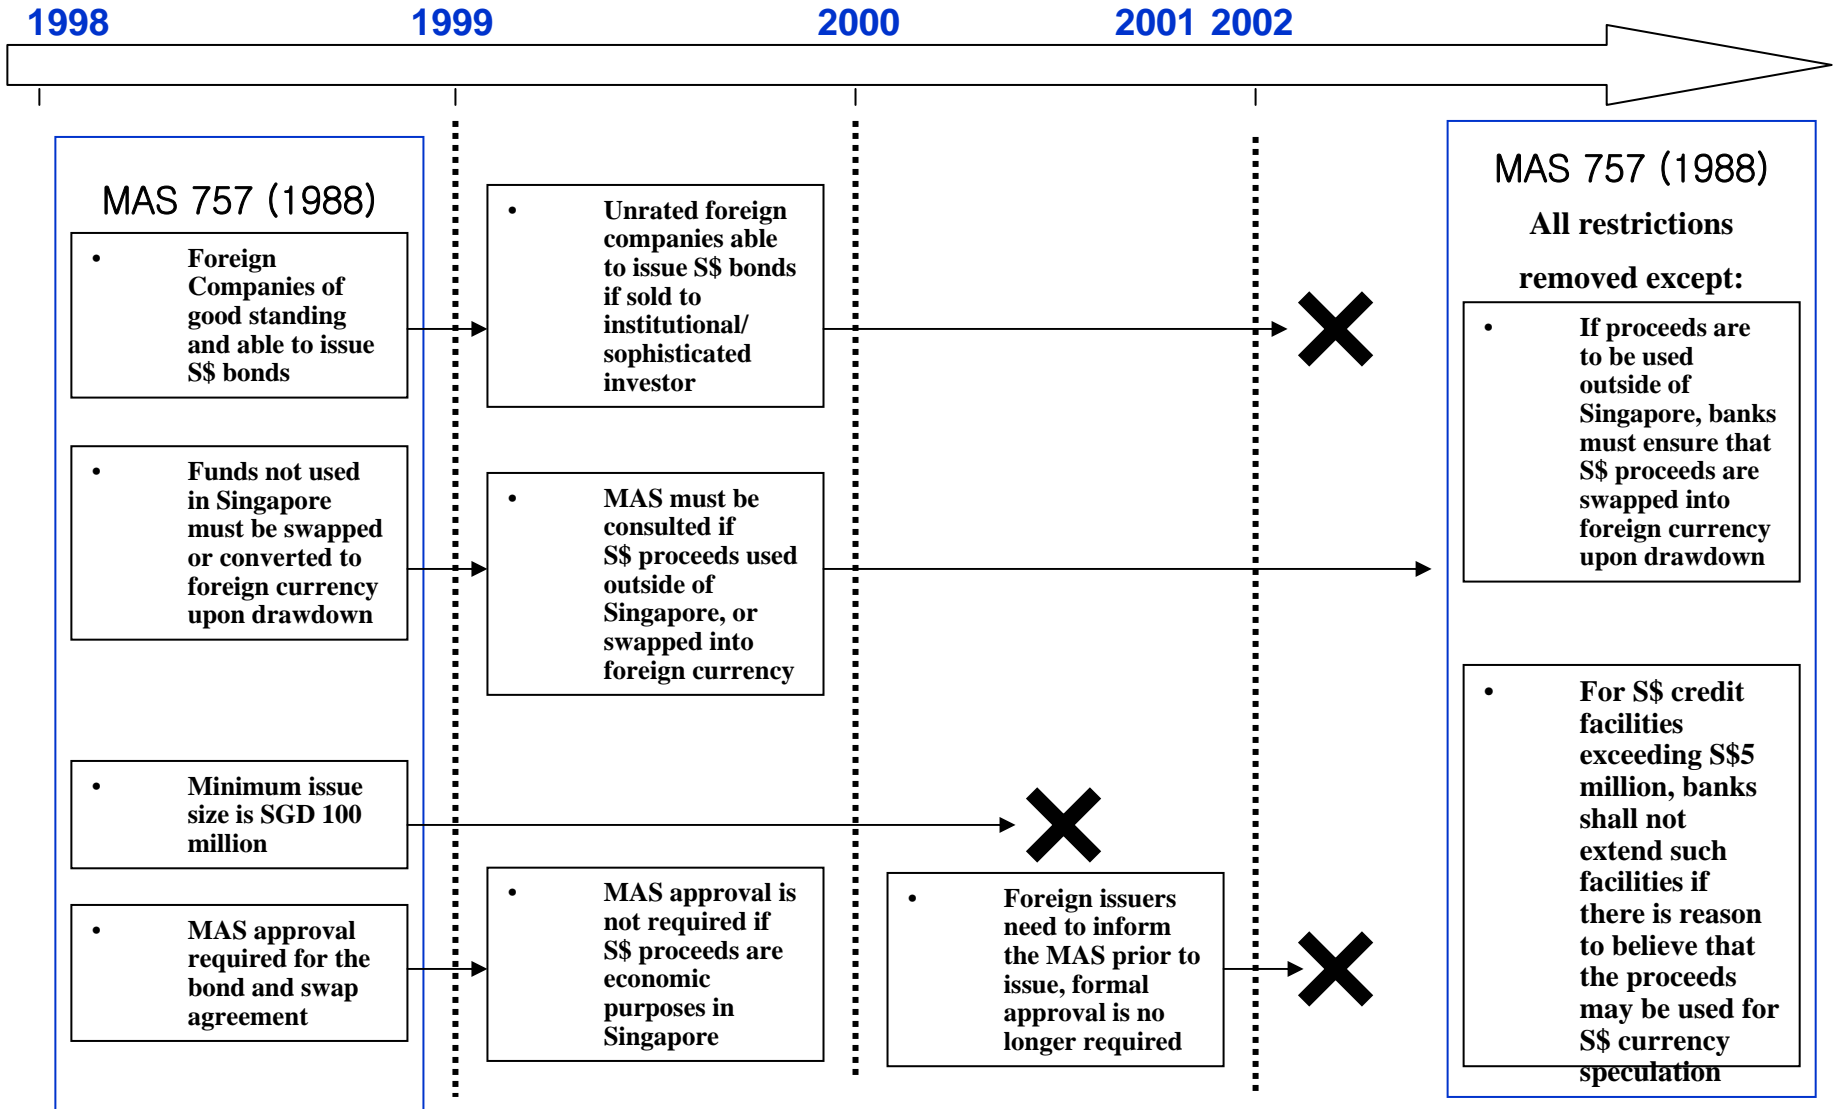 1998 1999 2000 2001 2002
MAS 757 (1988)
• Foreign
Companies of
good standing
and able to issue
S$ bonds
• Funds not used
in Singapore
must be swapped
or converted to
foreign currency
upon drawdown
• Minimum issue
size is SGD 100
million
• MAS approval
required for the
bond and swap
agreement
• Unrated foreign
companies able
to issue S$ bonds
if sold to
institutional/
sophisticated
investor
• MAS must be
consulted if
S$ proceeds used
outside of
Singapore, or
swapped into
foreign currency
• MAS approval is
not required if
S$ proceeds are
economic
purposes in
Singapore
• Foreign issuers
need to inform
the MAS prior to
issue, formal
approval is no
longer required
MAS 757 (1988)
All restrictions
removed except:
• If proceeds are
to be used
outside of
Singapore, banks
must ensure that
S$ proceeds are
swapped into
foreign currency
upon drawdown
• For S$ credit
facilities
exceeding S$5
million, banks
shall not
extend such
facilities if
there is reason
to believe that
the proceeds
may be used for
S$ currency
speculation